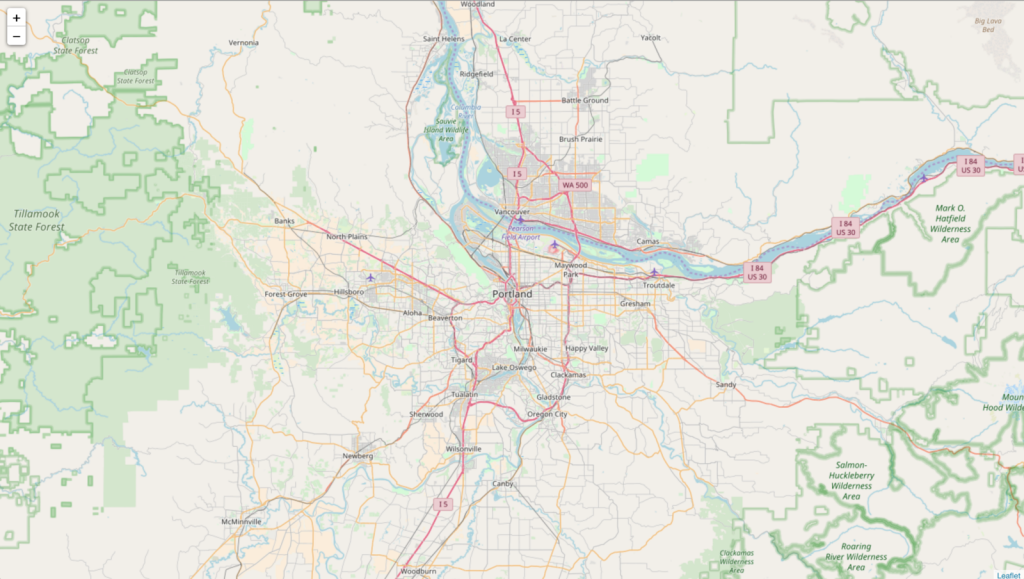 +
−
Woodland
Clatsop
State Forest
Vernonia
Saint Helens
La Center
Yacolt
Big Lava
Bed
Clatsop
State Forest
Ridgefield
Battle Ground
I 5
Columbia
Sauvie
Island Wildlife
Area
Brush Prairie
I 84
US 30
I 5
WA 500
Tillamook
State Forest
Banks
Vancouver
Pearson
Field Airport
Mark O.
Hatfield
Wilderness
Area
I 84
US 30
North Plains
Camas
Maywood
Park
I 84
US 30
Tillamook
State Forest
Forest Grove
Hillsboro
Portland
Troutdale
Gresham
Aloha
Beaverton
Milwaukie
Happy Valley
Tigard
Lake Oswego
Clackamas
Sandy
Tualatin
Gladstone
Sherwood
Oregon City
Moun
Hood Wild
Wilsonville
Newberg
Salmon-
Huckleberry
Wilderness
Area
Canby
I 5
McMinnville
Clackamas
Wilderness
Area
Roaring
River Wilderness
Area
Woodburn
Leaflet